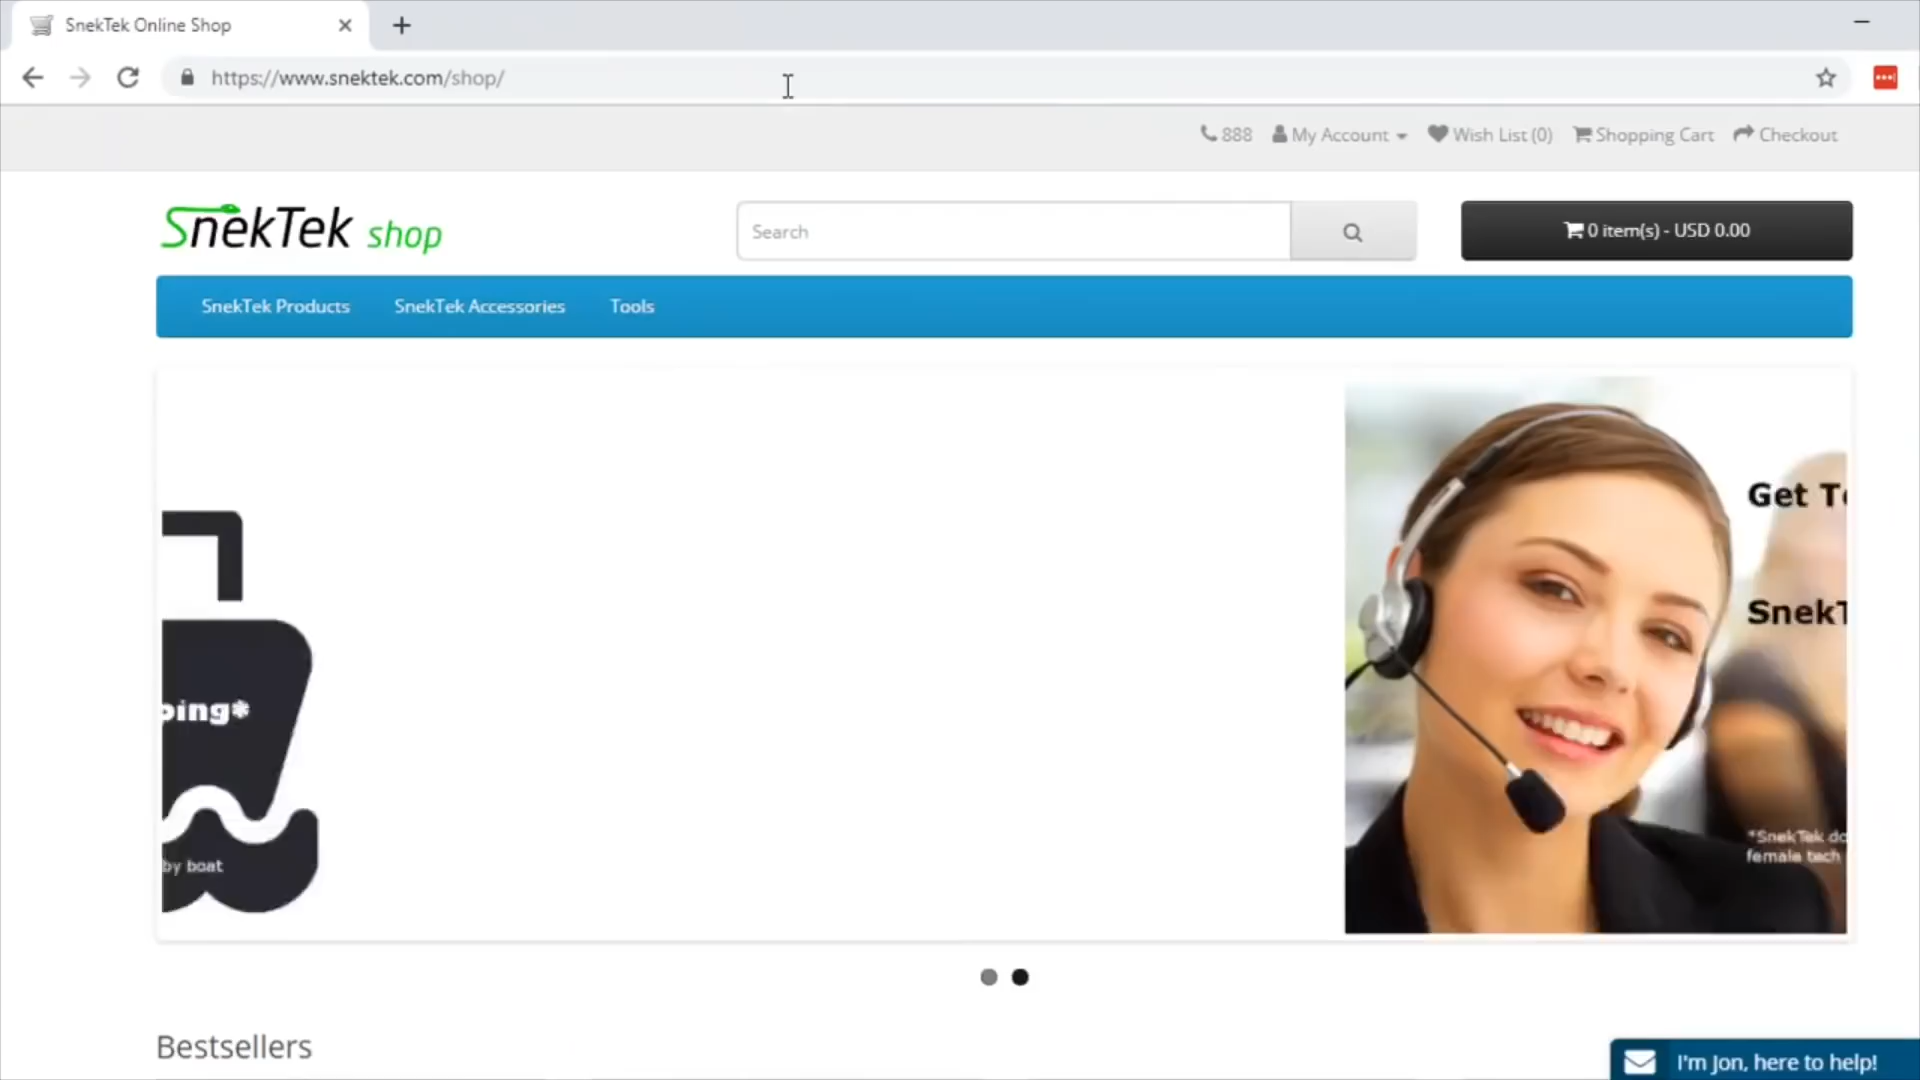 SnekTek Online Shop
https://www.snektek.com/shop/
888 My Account Wish List (0) Shopping Cart Checkout
SnekTek shop
Search
0 item(s) - USD 0.00
SnekTek Products SnekTek Accessories Tools
Get T
SnekT
ping*
*SnekTek do
female tech
by boat
Bestsellers
I'm Jon, here to help!